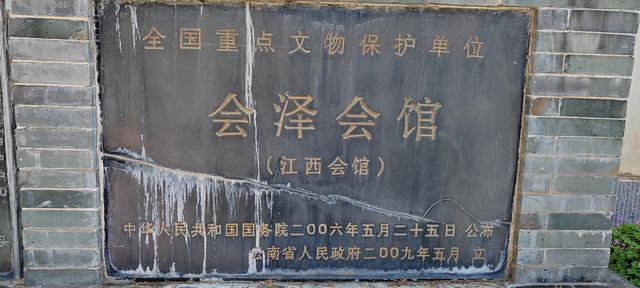 全国重点文物保护单位
会泽会馆
（江西会馆）
中华人民共和国国务院二〇〇六年五月二十五日 公布
云南省人民政府二〇〇九年五月 立